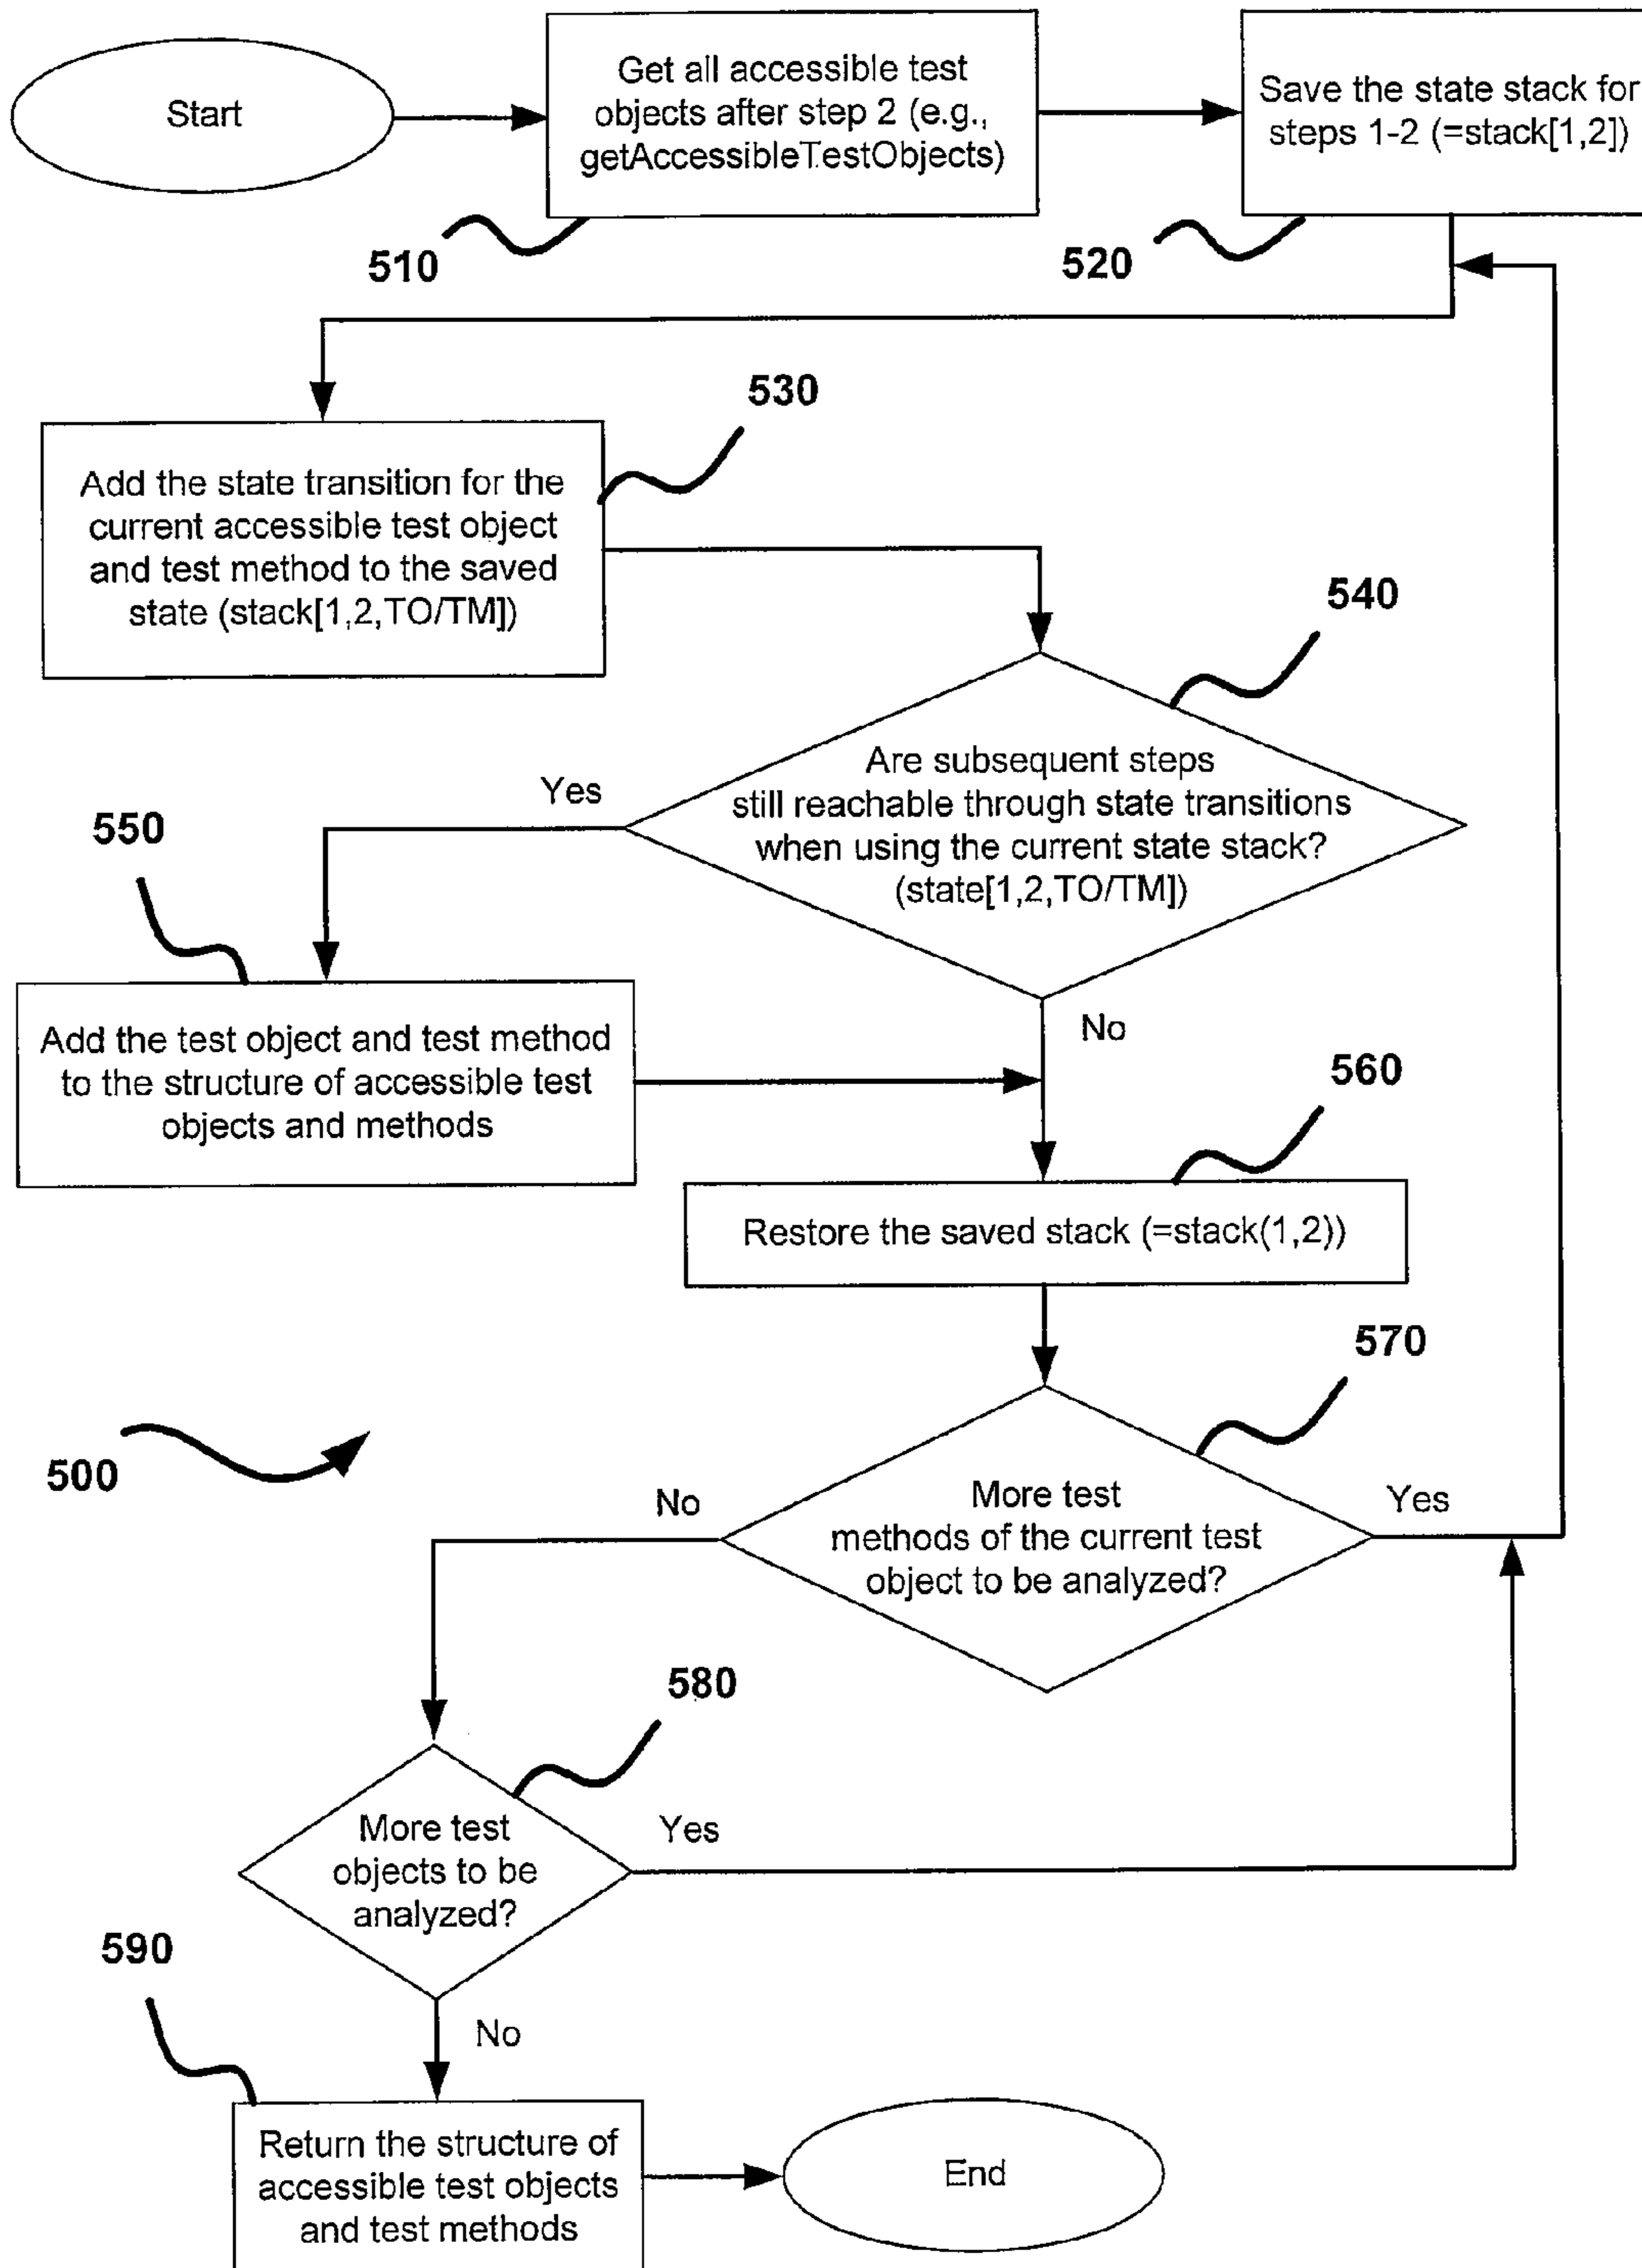 Start
Get all accessible test
objects after step 2 (e.g.,
getAccessibleTestObjects)
510
Save the state stack for
steps 1-2 (=stack[1,2])
520
530
Add the state transition for the
current accessible test object
and test method to the saved
state (stack[1,2,TO/TM])
540
Are subsequent steps
still reachable through state transitions
when using the current state stack?
(state[1,2,TO/TM])
Yes
550
Add the test object and test method
to the structure of accessible test
objects and methods
No
560
Restore the saved stack (=stack(1,2))
570
500
More test
methods of the current test
object to be analyzed?
No
Yes
580
More test
objects to be
analyzed?
Yes
590
No
Return the structure of
accessible test objects
and test methods
End